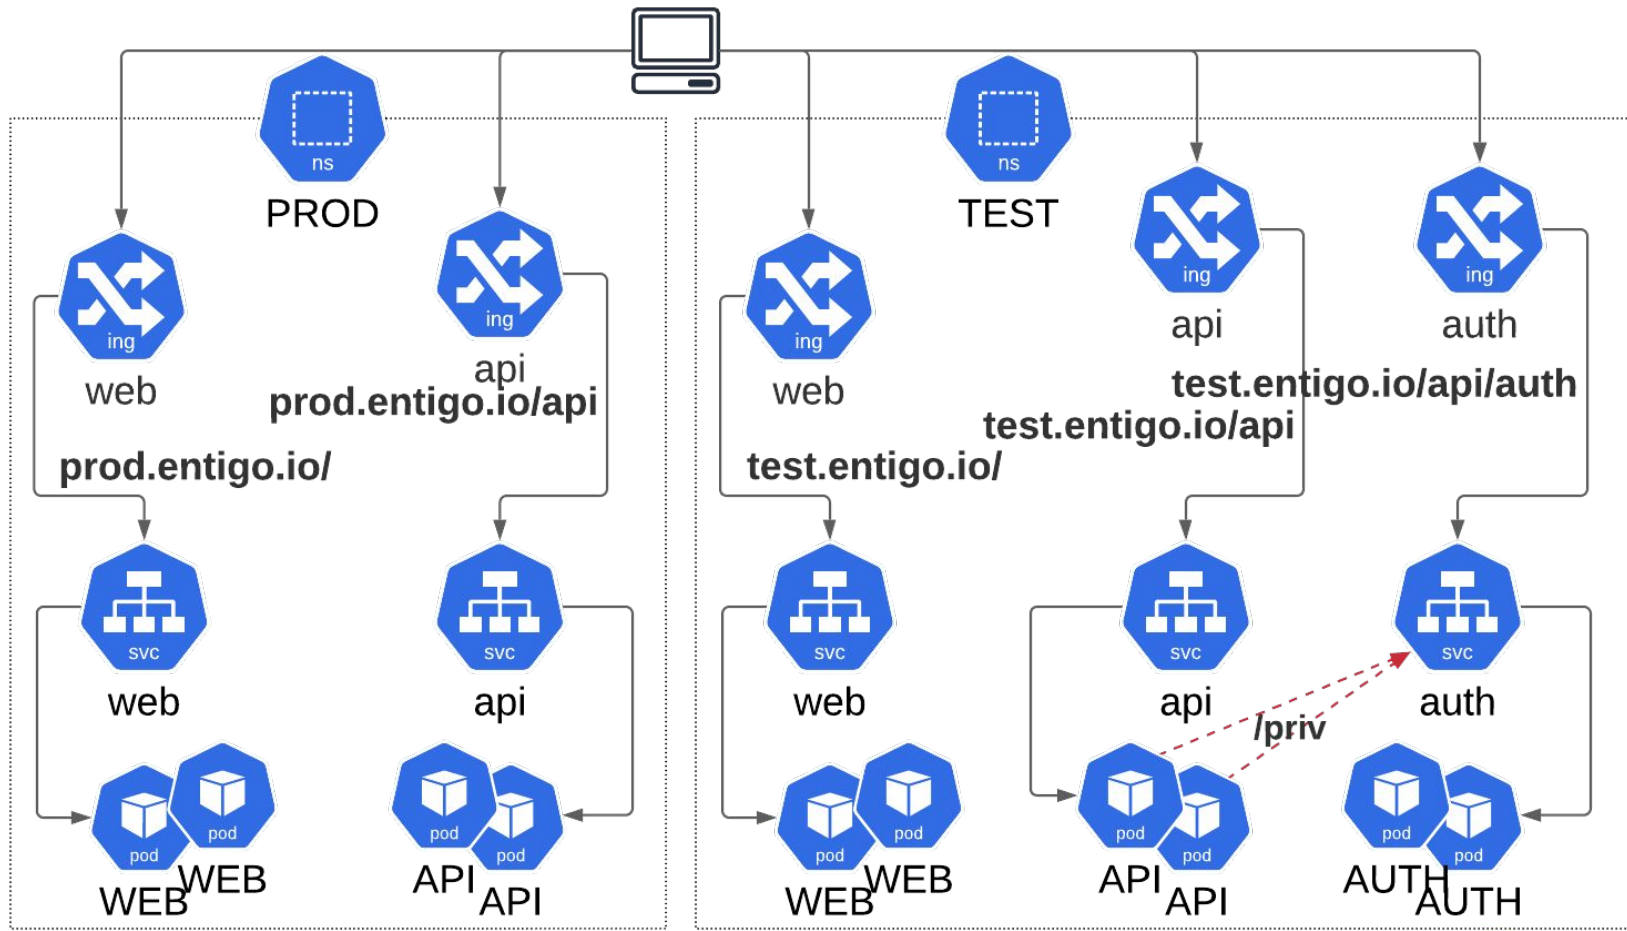 ns
PROD
ns
TEST
ing
web
ing
api
prod.entigo.io/api
prod.entigo.io/
ing
web
ing
api
ing
auth
test.entigo.io/api/auth
test.entigo.io/api
test.entigo.io/
svc
web
svc
api
svc
web
svc
api
svc
auth
/priv
pod
WEB
pod
WEB
pod
API
pod
API
pod
WEB
pod
WEB
pod
API
pod
API
pod
AUTH
pod
AUTH